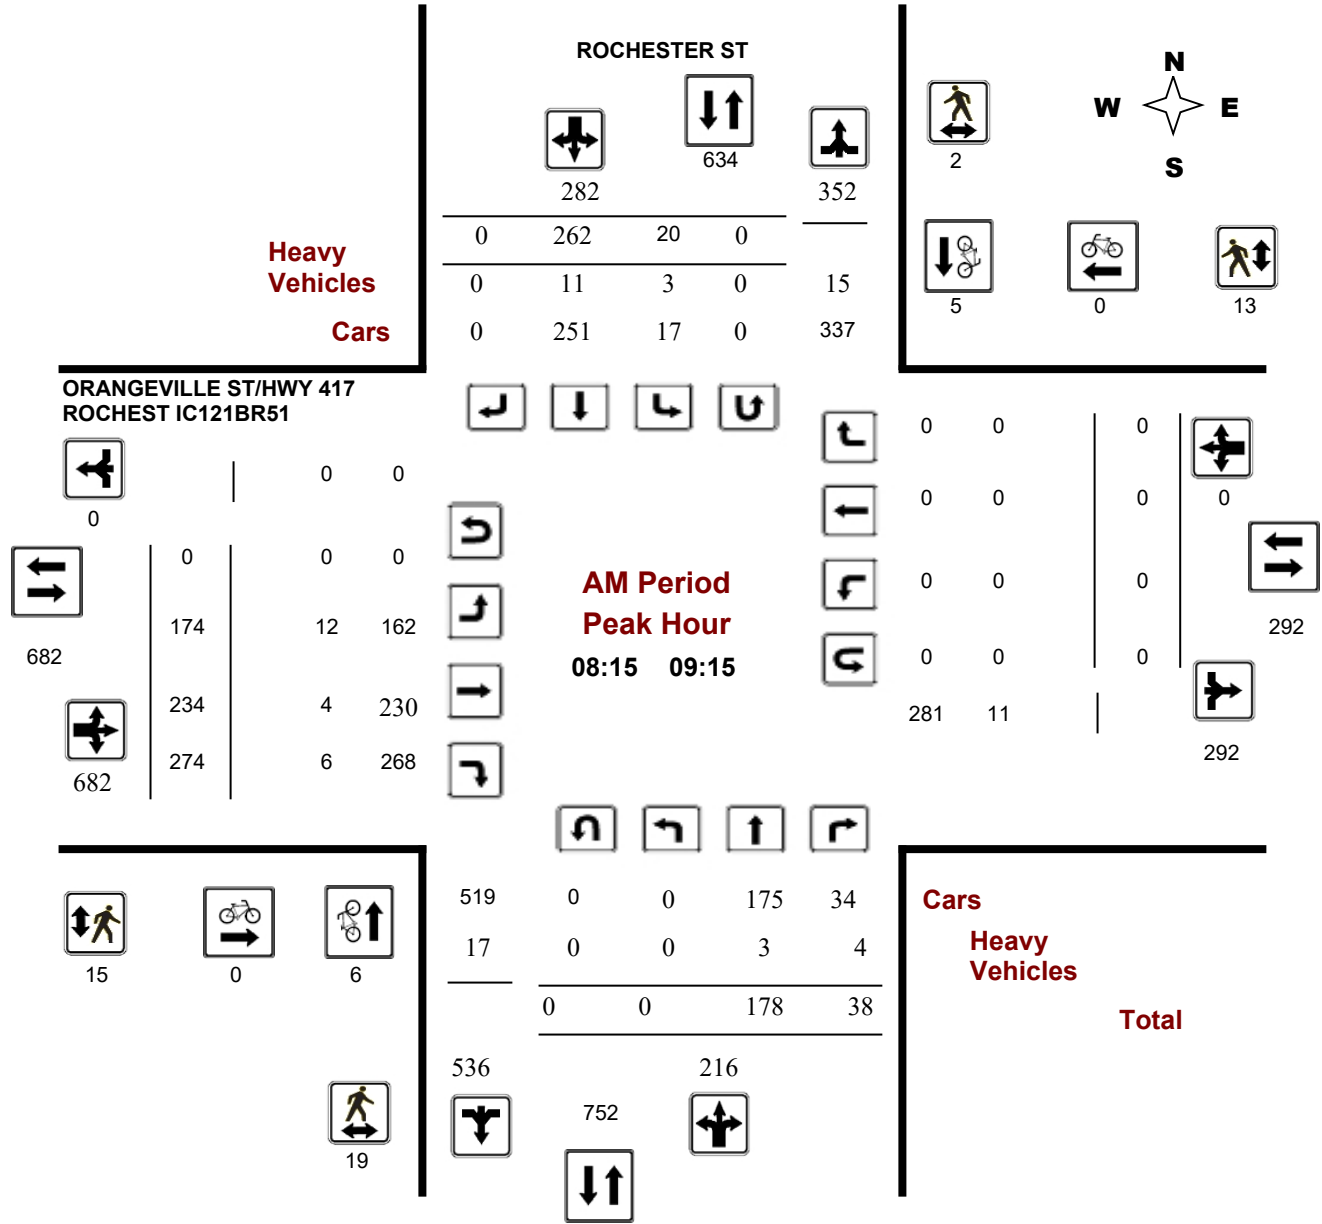 ROCHESTER ST
N
W E
S
634
2
282 352
0 262 20 0
Heavy
Vehicles 0 11 3 0 15
Cars 0 251 17 0 337
5 0 13
ORANGEVILLE ST/HWY 417
ROCHEST IC121BR51
0 0 0
0 0
0 0 0 0
0
0 0 0
AM Period
0 0 0
Peak Hour
174 12 162
292
682
08:15 09:15
0 0 0
234 4 230
281 11
292
274 6 268
682
519 0 0 175 34
Cars
17 0 0 3 4
Heavy
Vehicles
15 0 6
0 0 178 38
Total
536 216
752
19